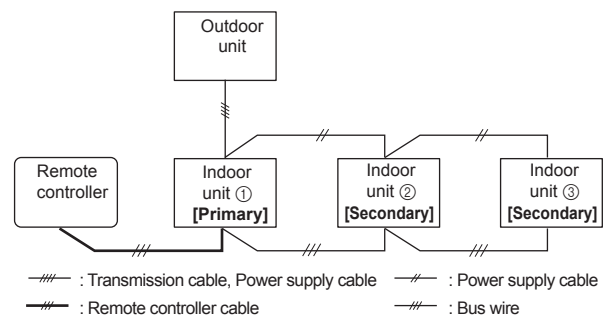 Outdoor
unit
Remote
controller
Indoor
unit ①
[Primary]
Indoor
unit ②
[Secondary]
Indoor
unit ③
[Secondary]
: Transmission cable, Power supply cable
: Power supply cable
: Remote controller cable
: Bus wire